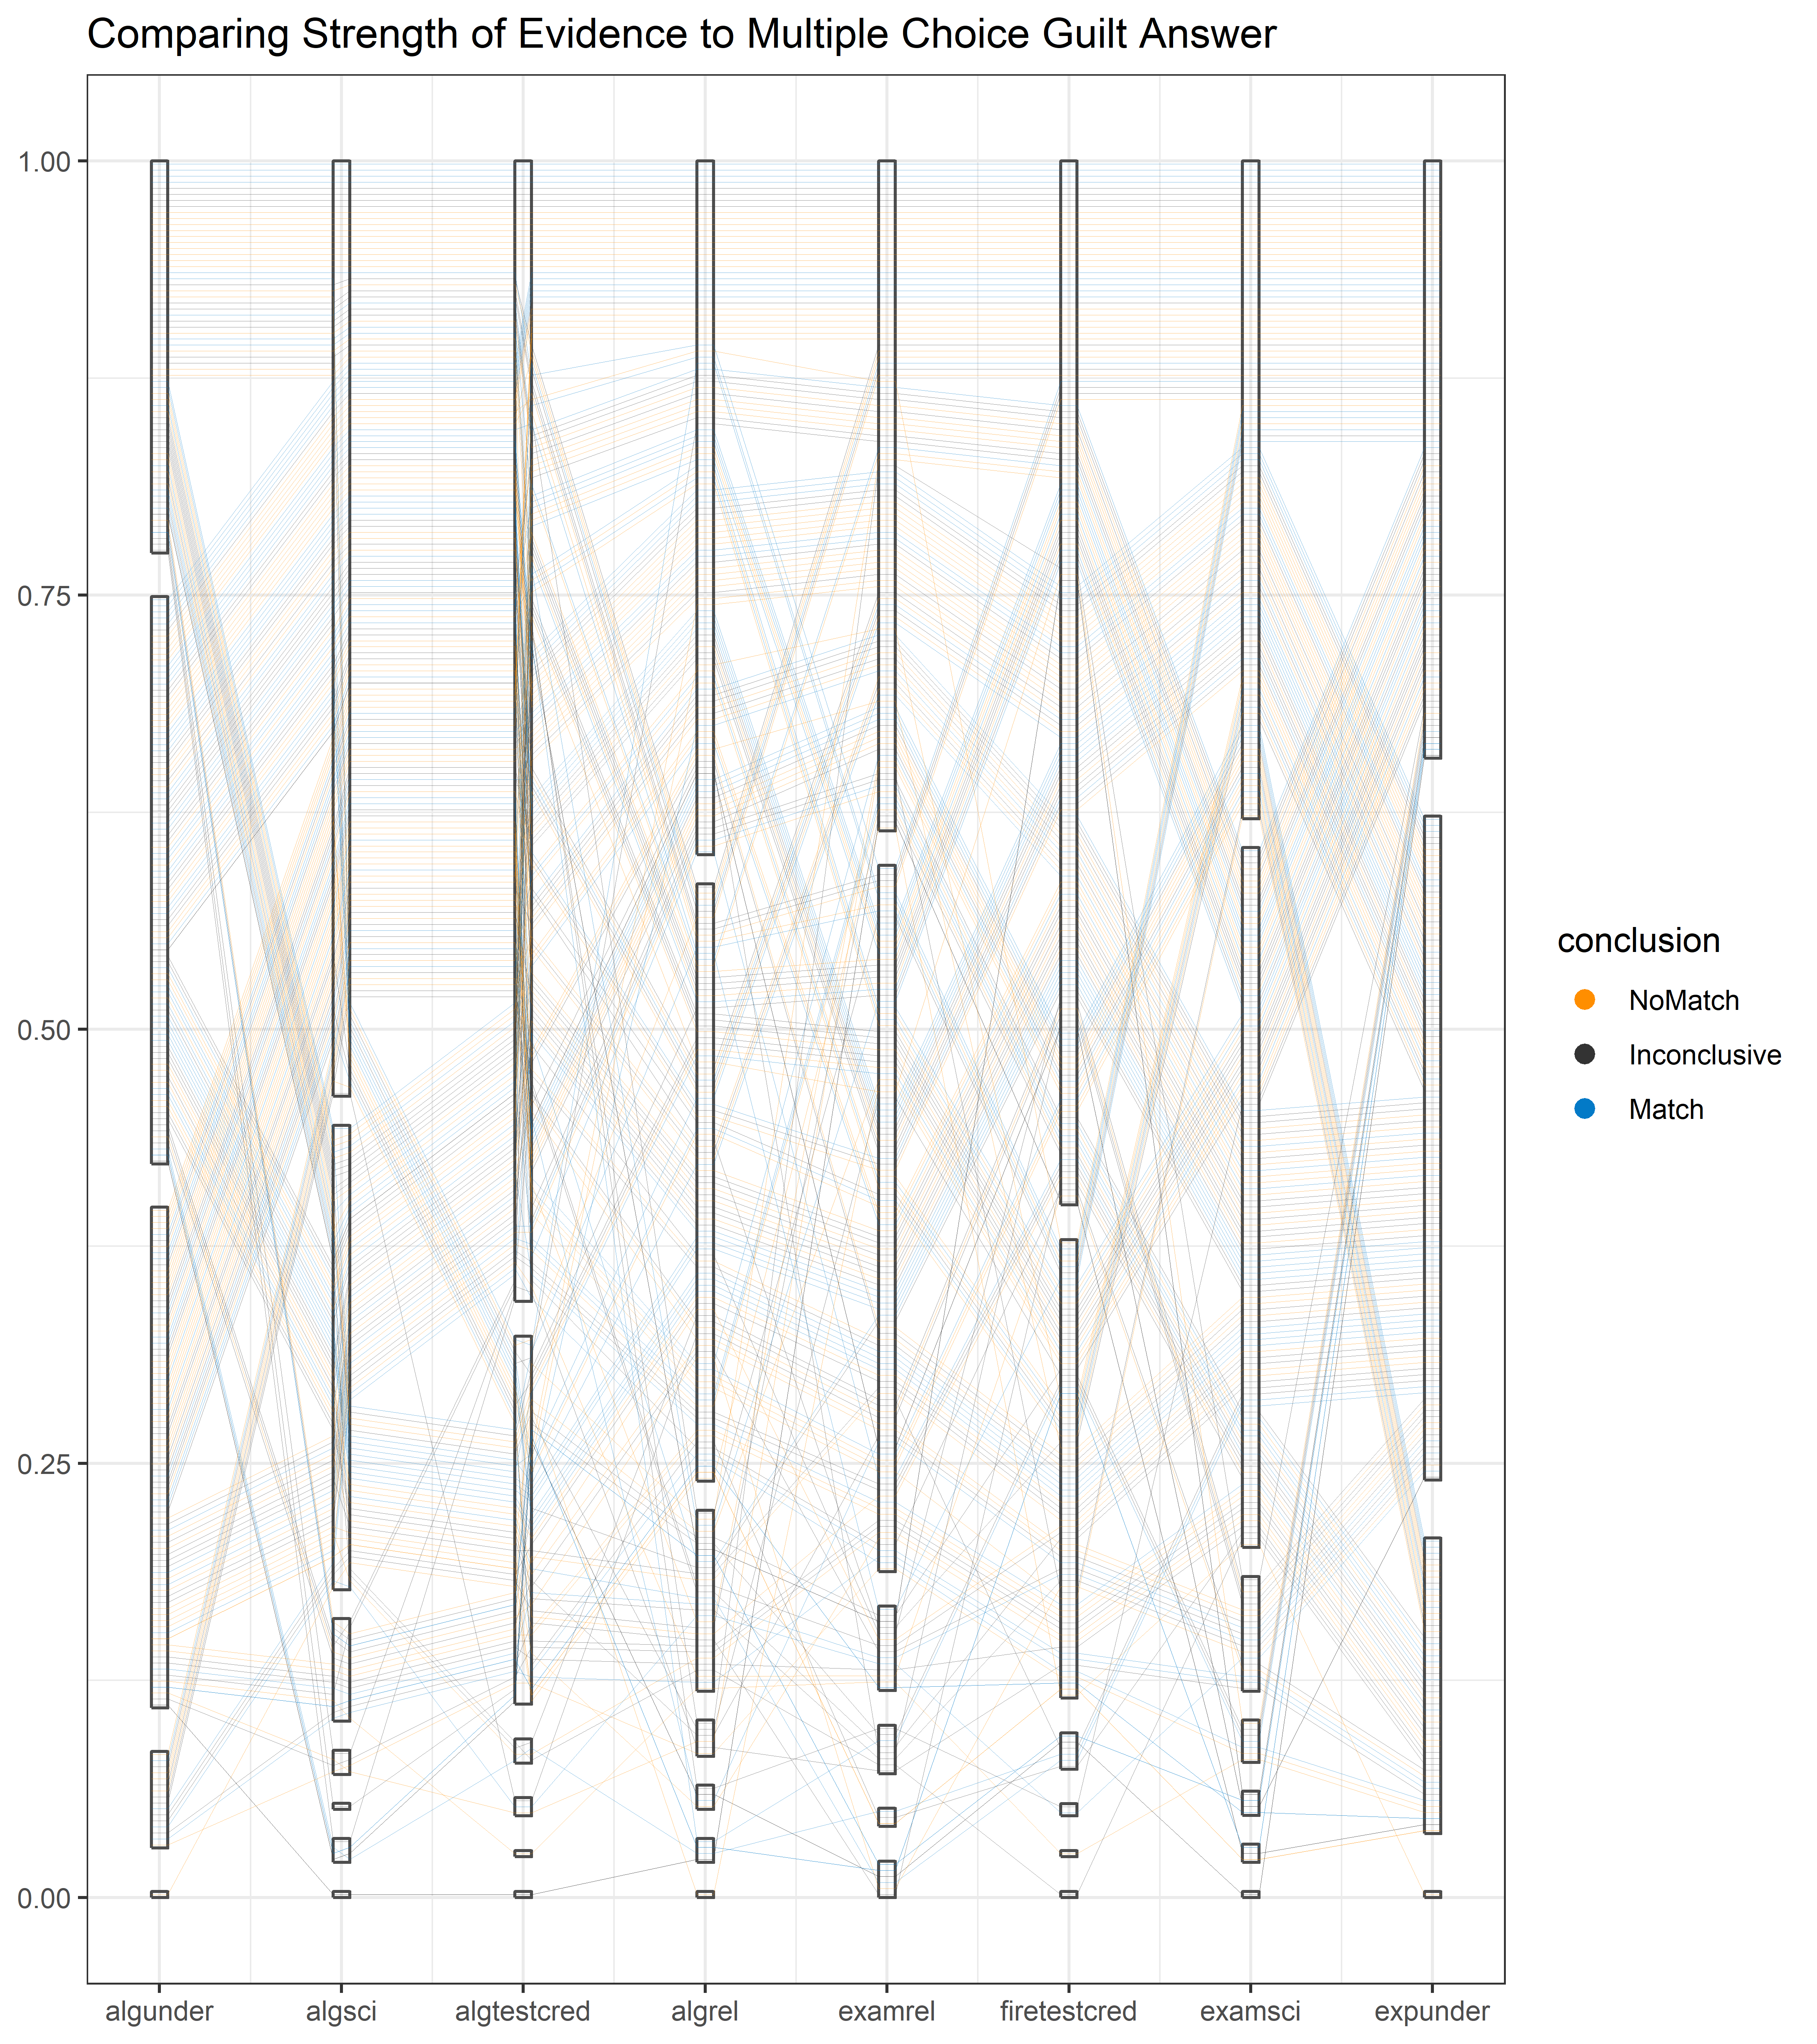 Comparing Strength of Evidence to Multiple Choice Guilt Answer
1.00
0.75
0.50
0.25
0.00
algunder algsci algtestcred algrel examrel firetestcred examsci expunder
conclusion
NoMatch
Inconclusive
Match